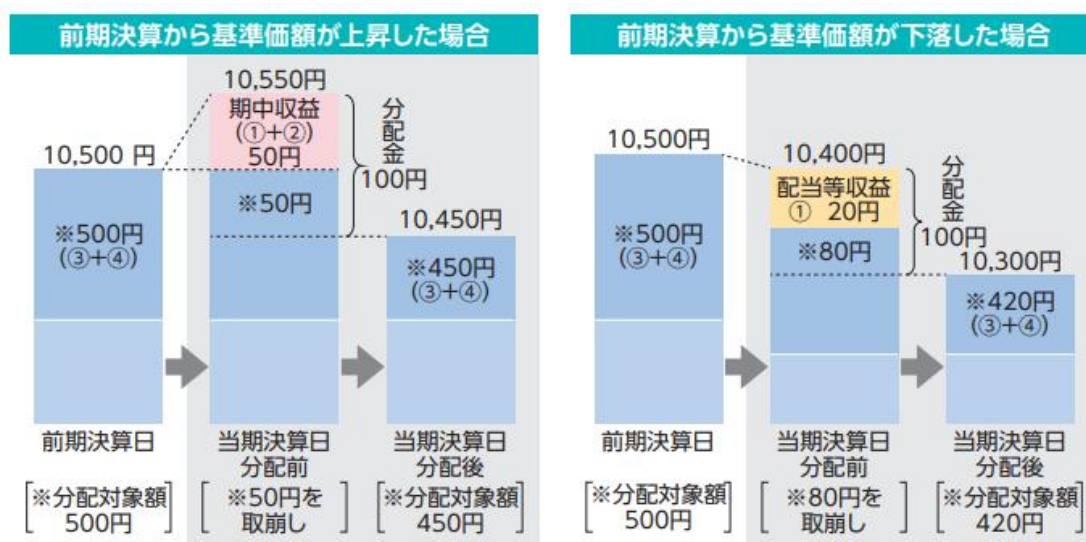 前期決算から基準価額が上昇した場合
10,550円
期中収益
(①+②)
50円
分配金
100円
10,500 円
※500円
(③+④)
※50円
10,450円
※450円
(③+④)
前期決算日
当期決算日
分配前
当期決算日
分配後
※分配対象額
500円
※50円を
取崩し
※分配対象額
450円
前期決算から基準価額が下落した場合
10,500円
※500円
(③+④)
10,400円
配当等収益
① 20円
※80円
分配金
100円
10,300円
※420円
(③+④)
前期決算日
当期決算日
分配前
当期決算日
分配後
※分配対象額
500円
※80円を
取崩し
※分配対象額
420円